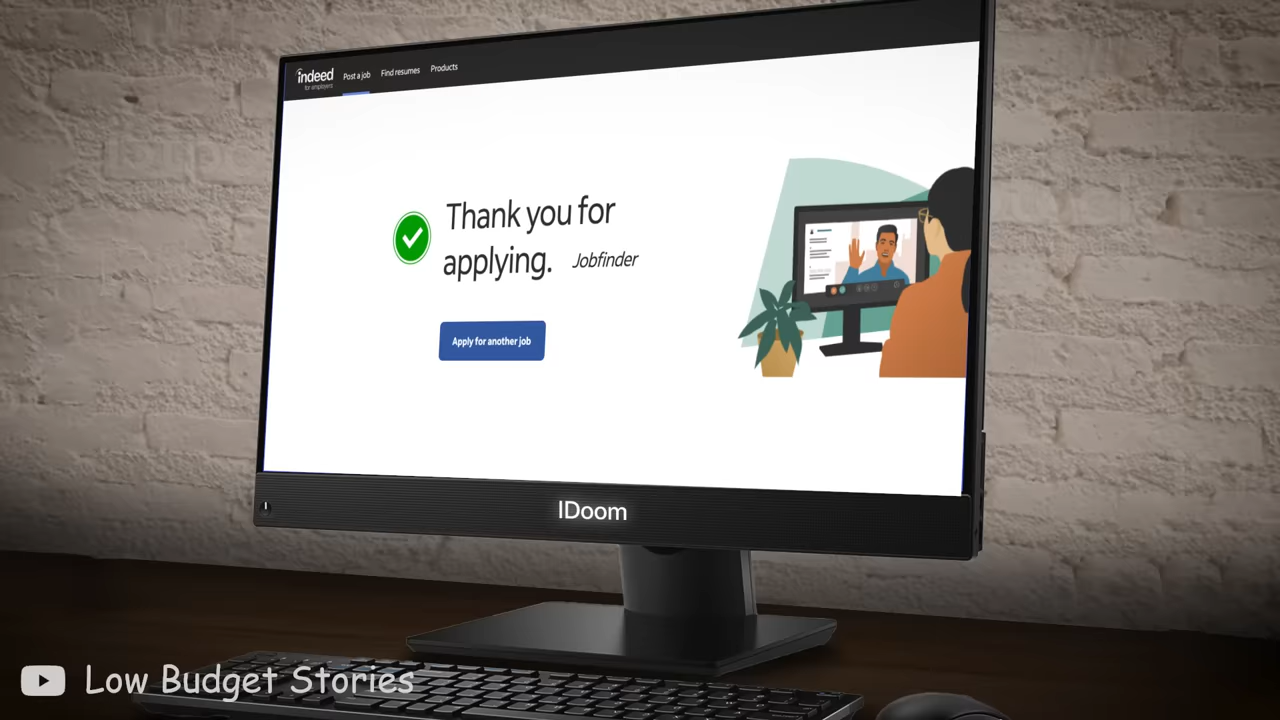 indeed
for employers
Post a job
Find resumes
Products
Thank you for
applying.
Jobfinder
Apply for another job
IDoom
Low Budget Stories